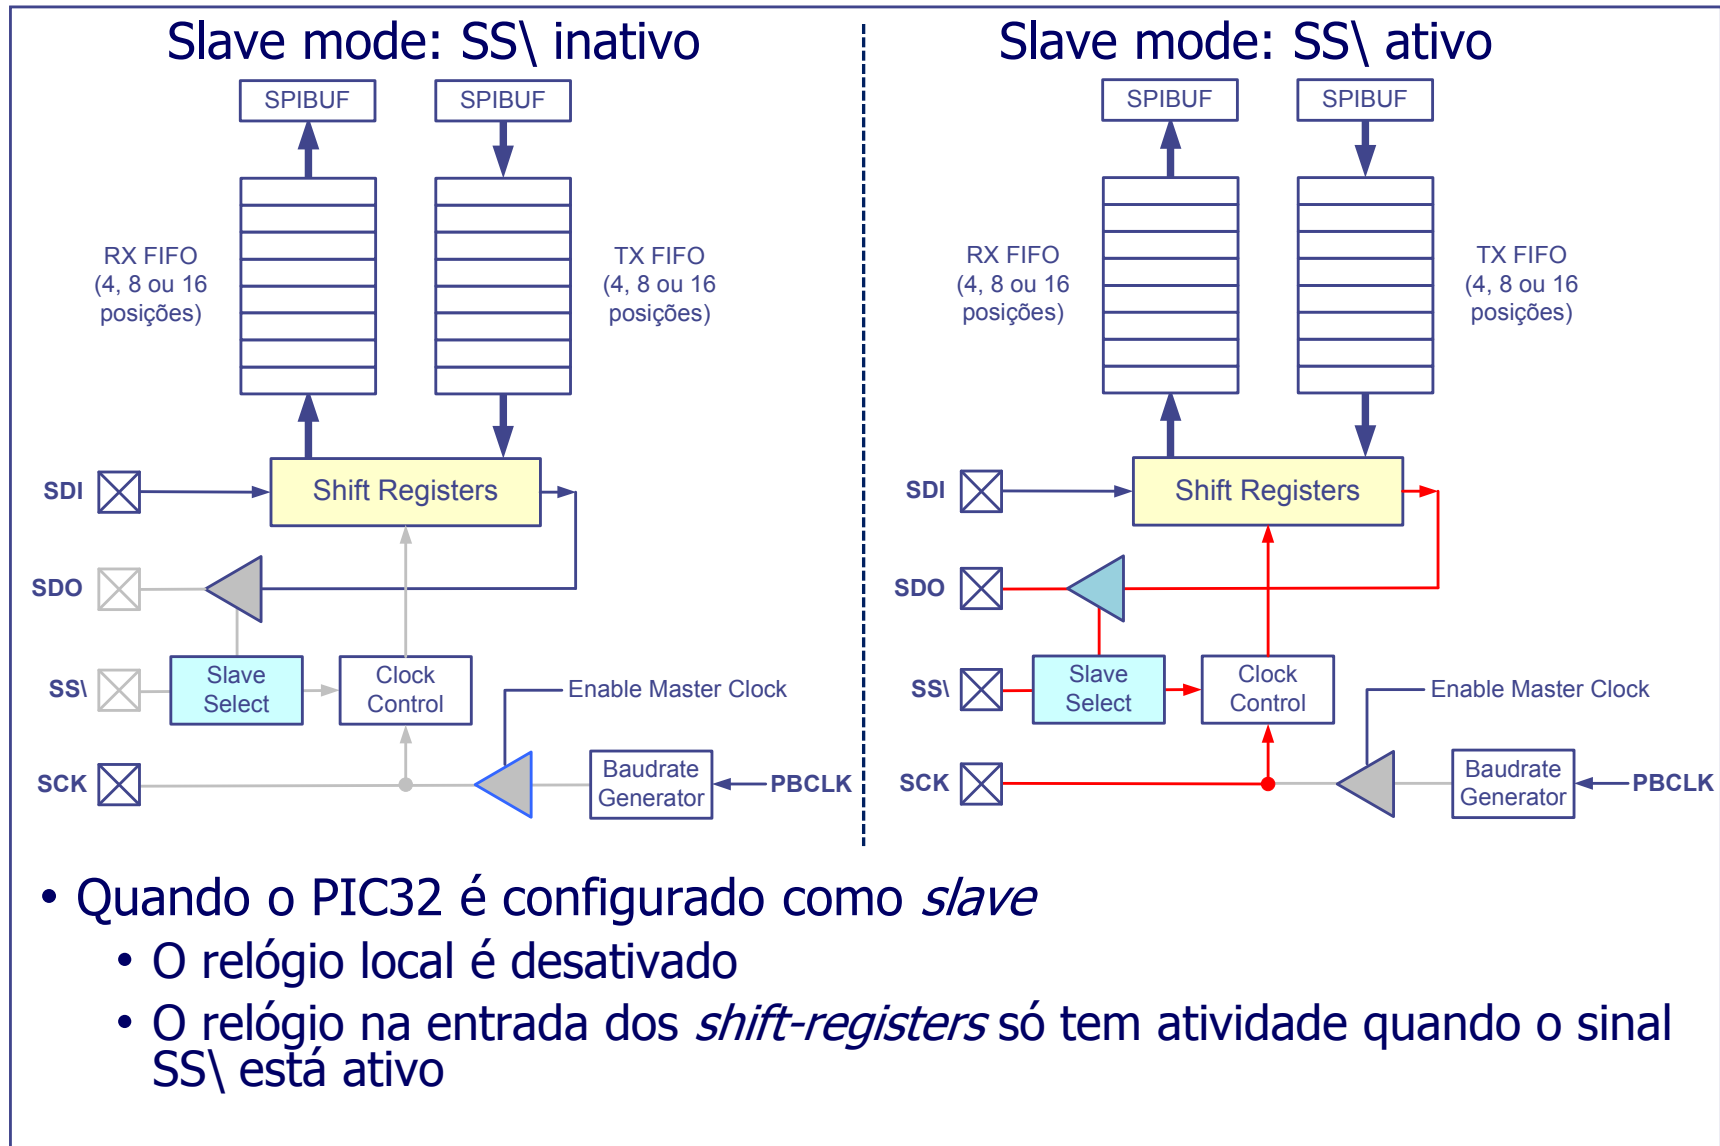 Slave mode: SS\ inativo
SPIBUF
SPIBUF
RX FIFO
(4, 8 ou 16
posições)
TX FIFO
(4, 8 ou 16
posições)
SDI
Shift Registers
SDO
SS\
Slave
Select
Clock
Control
Enable Master Clock
SCK
Baudrate
Generator
PBCLK
Slave mode: SS\ ativo
SPIBUF
SPIBUF
RX FIFO
(4, 8 ou 16
posições)
TX FIFO
(4, 8 ou 16
posições)
SDI
Shift Registers
SDO
SS\
Slave
Select
Clock
Control
Enable Master Clock
SCK
Baudrate
Generator
PBCLK
• Quando o PIC32 é configurado como slave
• O relógio local é desativado
• O relógio na entrada dos shift-registers só tem atividade quando o sinal
SS\ está ativo